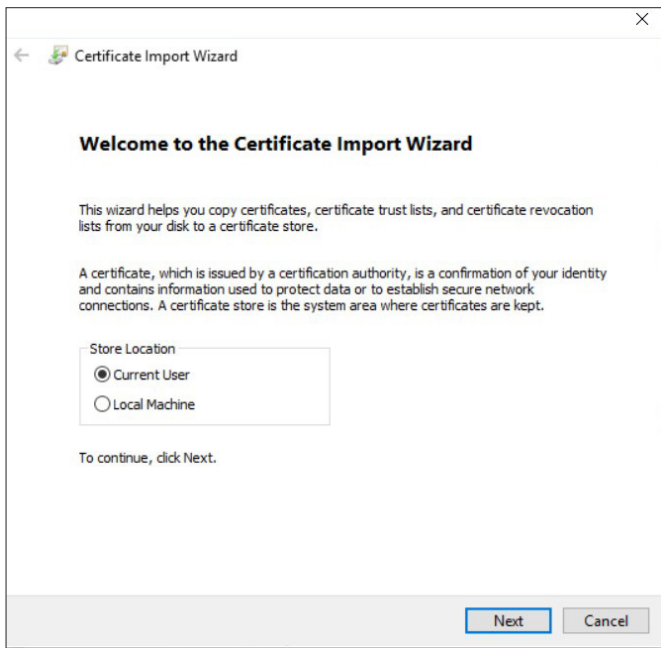 Certificate Import Wizard
Welcome to the Certificate Import Wizard
This wizard helps you copy certificates, certificate trust lists, and certificate revocation
lists from your disk to a certificate store.
A certificate, which is issued by a certification authority, is a confirmation of your identity
and contains information used to protect data or to establish secure network
connections. A certificate store is the system area where certificates are kept.
Store Location
Current User
Local Machine
To continue, click Next.
Next
Cancel